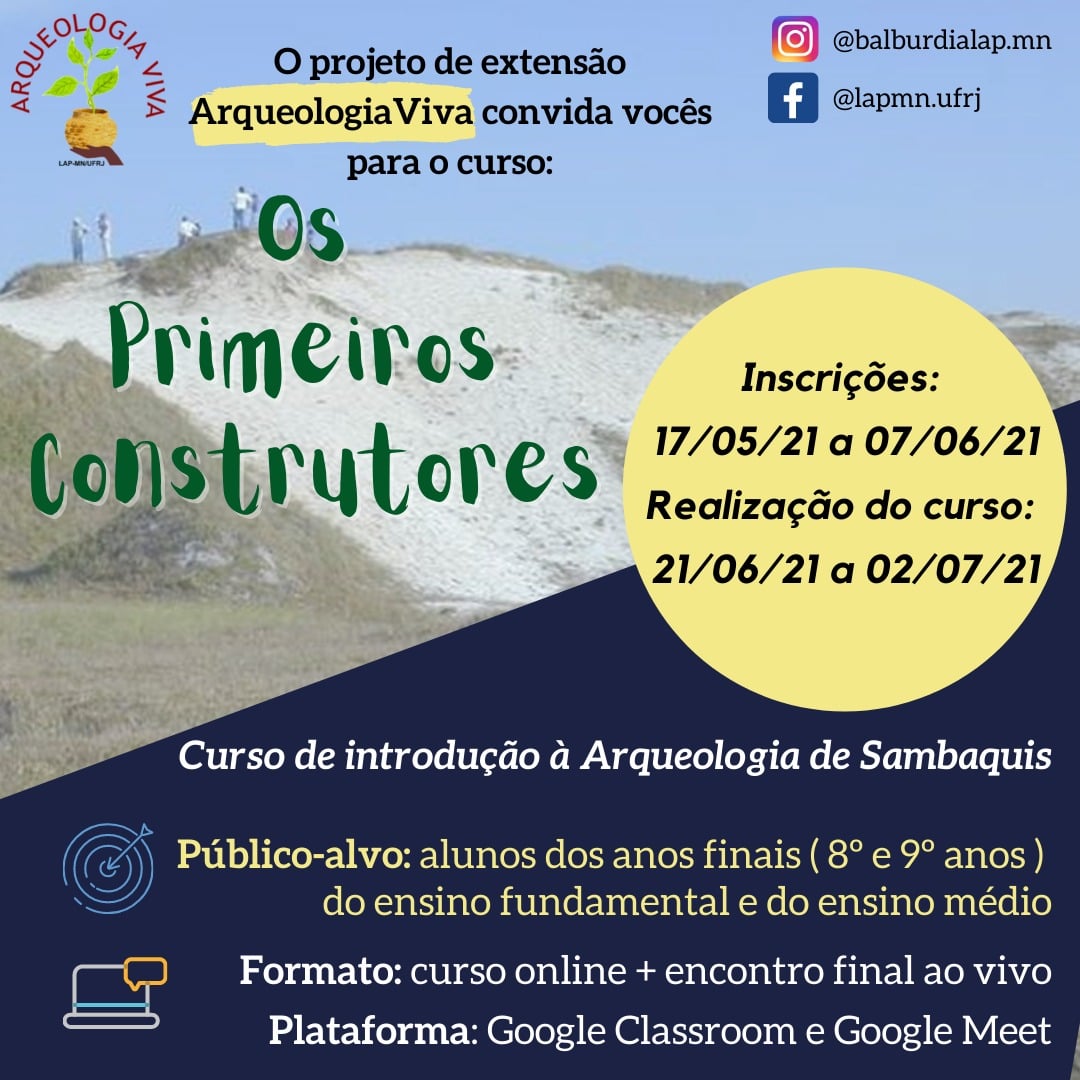 ARQUEOLOGIA VIVA
LAP-MN/UFRJ
O projeto de extensão
ArqueologiaViva convida vocês
para o curso:
@balburdialap.mn
@lapmn.ufrj
Os
Primeiros
Construtores
Inscrições:
17/05/21 a 07/06/21
Realização do curso:
21/06/21 a 02/07/21
Curso de introdução à Arqueologia de Sambaquis
Público-alvo: alunos dos anos finais ( 8º e 9º anos )
do ensino fundamental e do ensino médio
Formato: curso online + encontro final ao vivo
Plataforma: Google Classroom e Google Meet